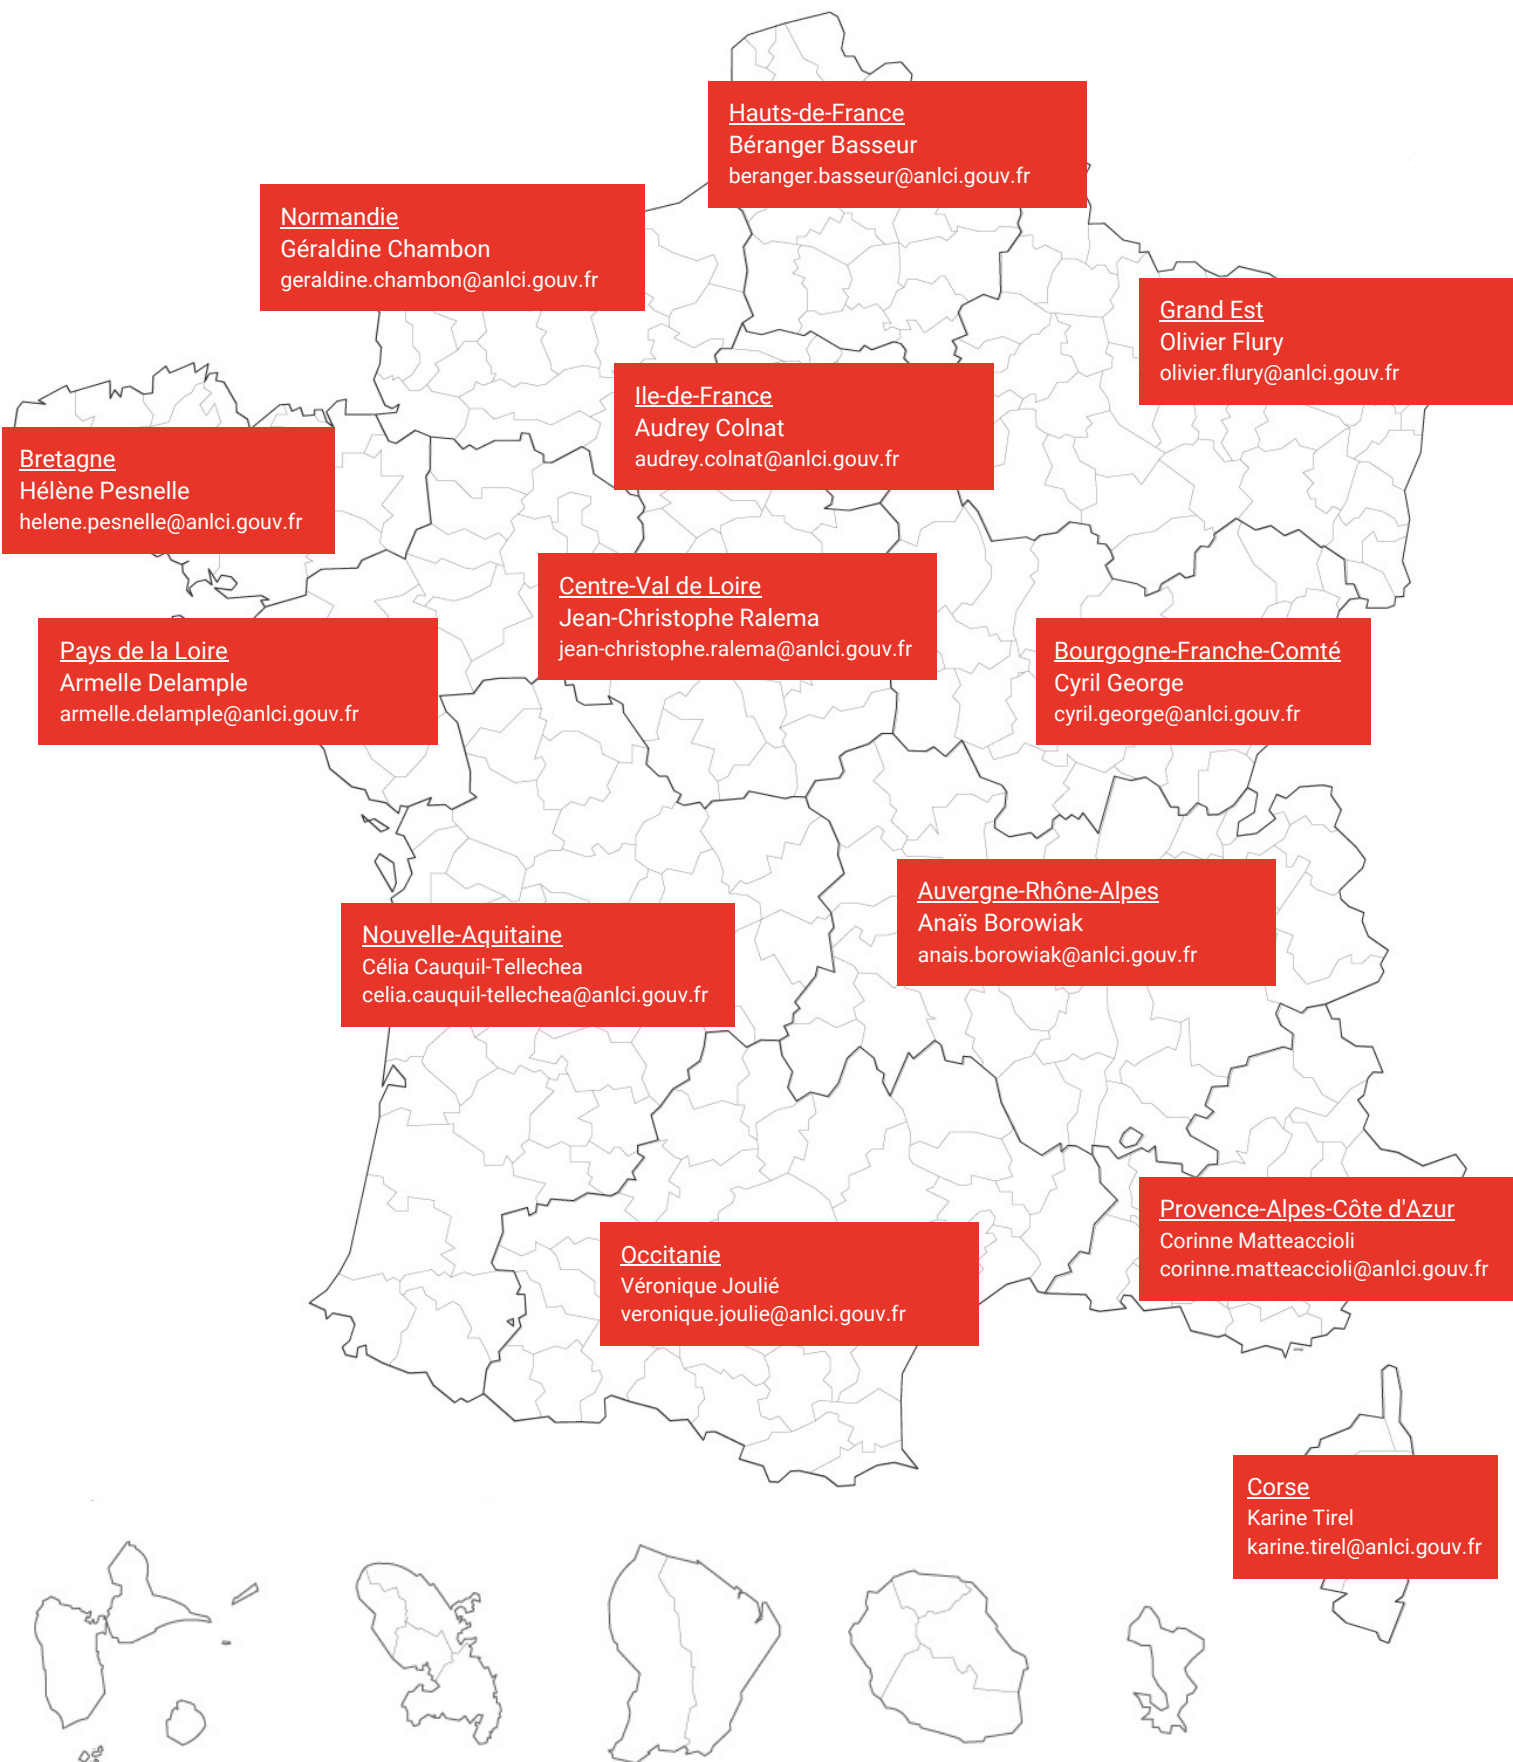 Hauts-de-France
Béranger Basseur
beranger.basseur@anlci.gouv.fr
Normandie
Géraldine Chambon
geraldine.chambon@anlci.gouv.fr
Grand Est
Olivier Flury
olivier.flury@anlci.gouv.fr
Ile-de-France
Audrey Colnat
audrey.colnat@anlci.gouv.fr
Bretagne
Hélène Pesnelle
helene.pesnelle@anlci.gouv.fr
Centre-Val de Loire
Jean-Christophe Ralema
jean-christophe.ralema@anlci.gouv.fr
Pays de la Loire
Armelle Delample
armelle.delample@anlci.gouv.fr
Bourgogne-Franche-Comté
Cyril George
cyril.george@anlci.gouv.fr
Auvergne-Rhône-Alpes
Anaïs Borowiak
anais.borowiak@anlci.gouv.fr
Nouvelle-Aquitaine
Célia Cauquil-Tellechea
celia.cauquil-tellechea@anlci.gouv.fr
Provence-Alpes-Côte d'Azur
Corinne Matteaccioli
corinne.matteaccioli@anlci.gouv.fr
Occitanie
Véronique Joulié
veronique.joulie@anlci.gouv.fr
Corse
Karine Tirel
karine.tirel@anlci.gouv.fr